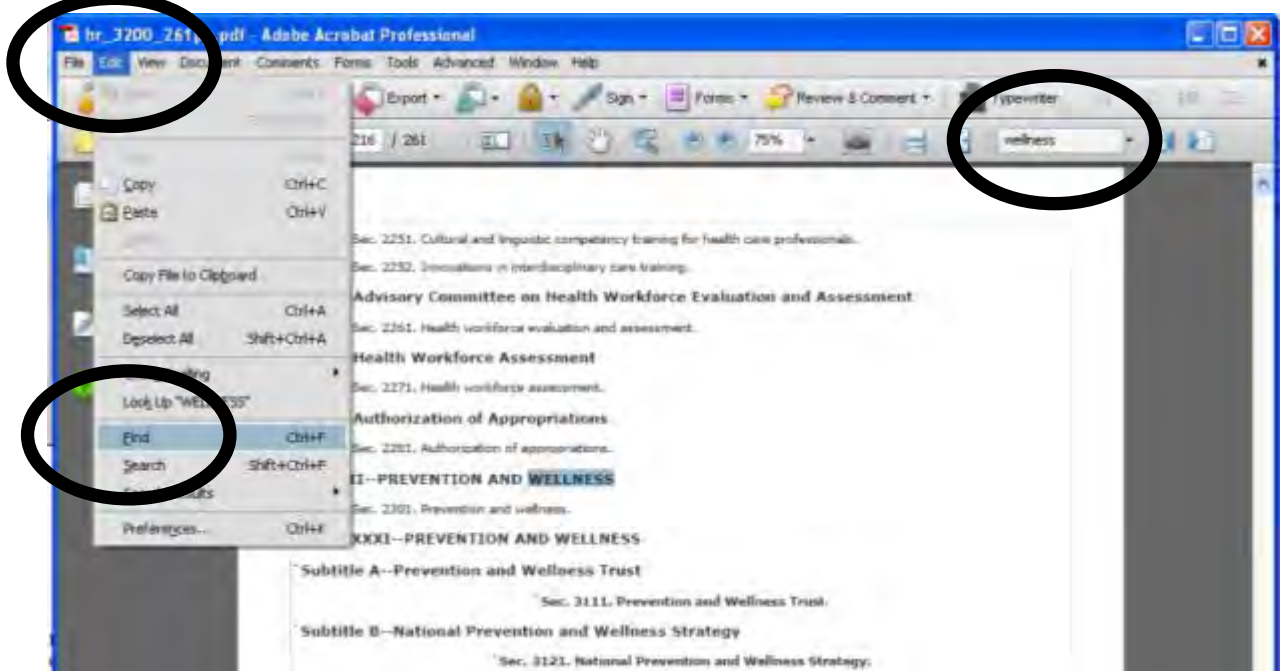 pdf - Adobe Acrobat Professional
File Edit View Document Comments Forms Tools Advanced Window Help
Export Sign Forms Review & Comment Typewriter
216 / 261 75% wellness
Copy Ctrl+C
Paste Ctrl+V
Copy File to Clipboard
Select All Ctrl+A
Deselect All Shift+Ctrl+A
Look Up "WELLNESS"
Find Ctrl+F
Search Shift+Ctrl+F
Preferences... Ctrl+K
Sec. 2251. Cultural and linguistic competency training for health care professionals.
Sec. 2252. Innovations in interdisciplinary care training.
Advisory Committee on Health Workforce Evaluation and Assessment
Sec. 2261. Health workforce evaluation and assessment.
Health Workforce Assessment
Sec. 2271. Health workforce assessment.
Authorization of Appropriations
Sec. 2281. Authorization of appropriations.
II--PREVENTION AND WELLNESS
Sec. 2301. Prevention and wellness.
XXXI--PREVENTION AND WELLNESS
`Subtitle A--Prevention and Wellness Trust
`Sec. 3111. Prevention and Wellness Trust.
`Subtitle B--National Prevention and Wellness Strategy
`Sec. 3121. National Prevention and Wellness Strategy.